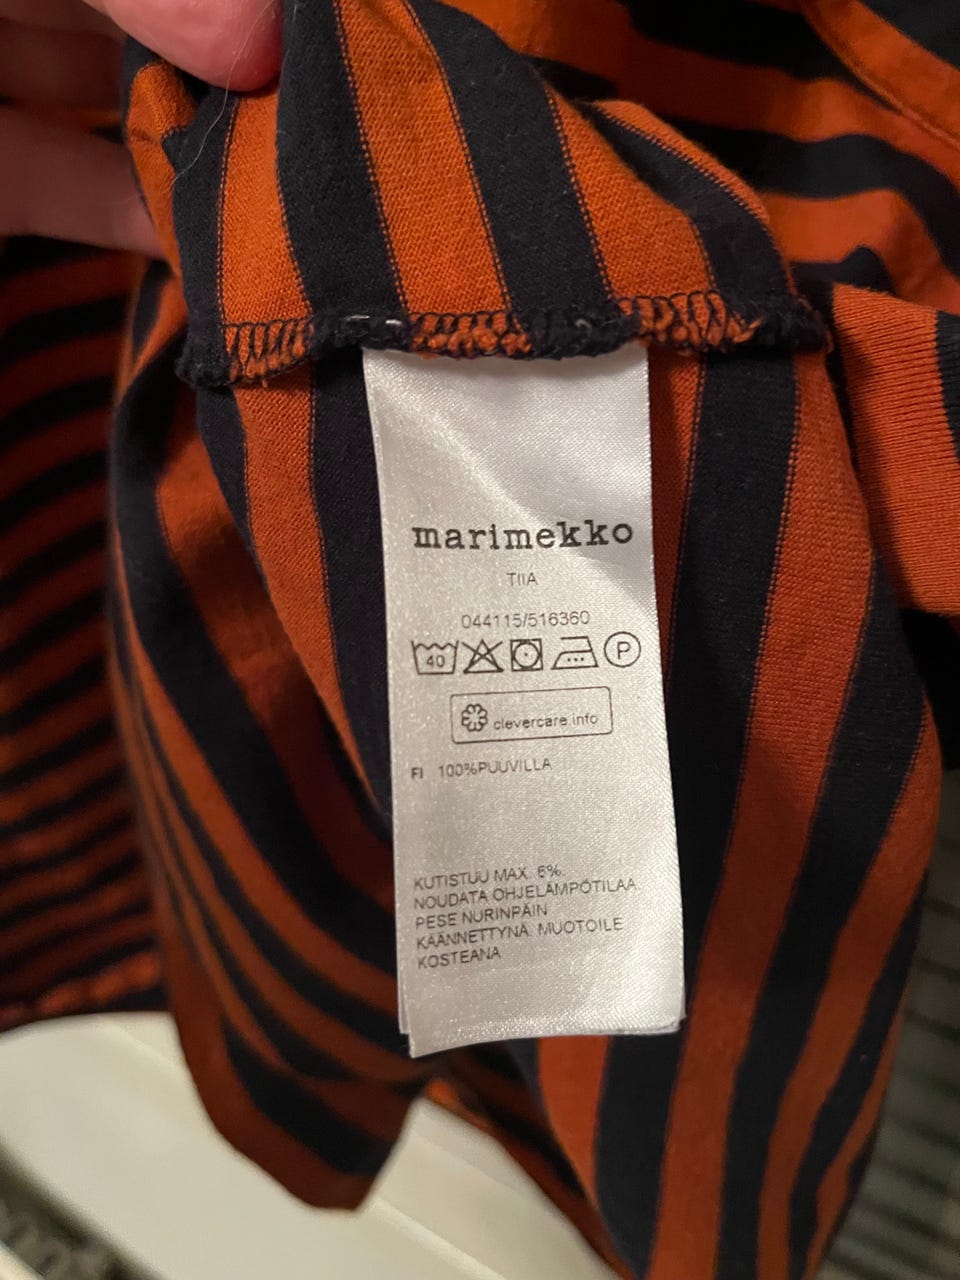 marimekko
TIIA
044115/516360
40 P
clevercare.info
FI 100%PUUVILLA
KUTISTUU MAX. 6%.
NOUDATA OHJELÄMPÖTILAA.
PESE NURINPÄIN
KÄÄNNETTYNÄ. MUOTOILE
KOSTEANA